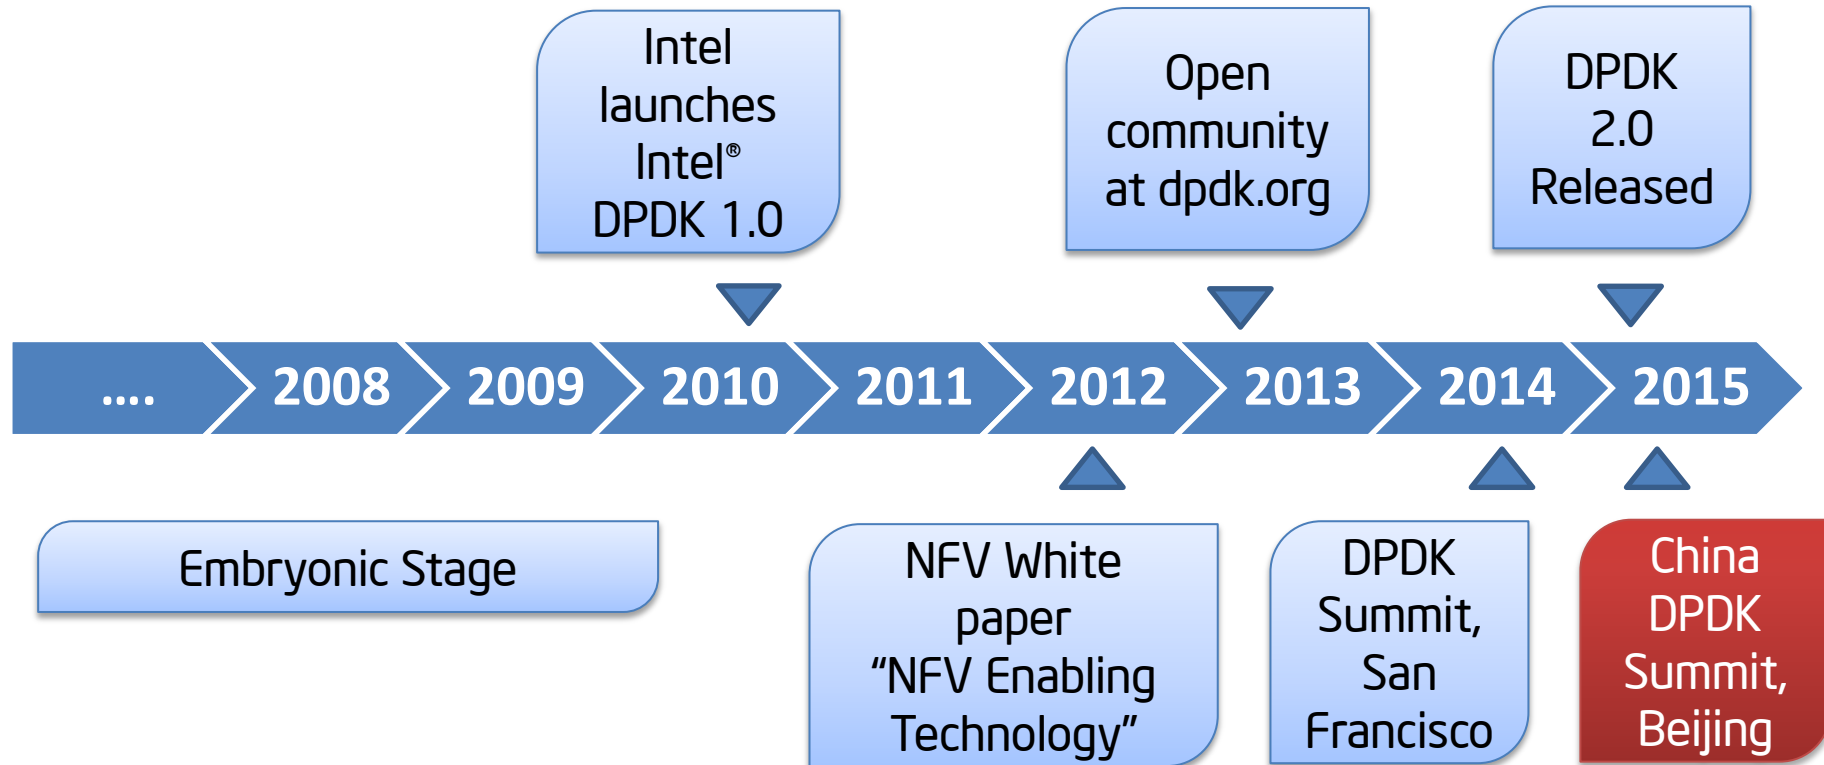 Intel
launches
Intel®
DPDK 1.0
Open
community
at dpdk.org
DPDK
2.0
Released
.... 2008 2009 2010 2011 2012 2013 2014 2015
Embryonic Stage
NFV White
paper
“NFV Enabling
Technology”
DPDK
Summit,
San
Francisco
China
DPDK
Summit,
Beijing